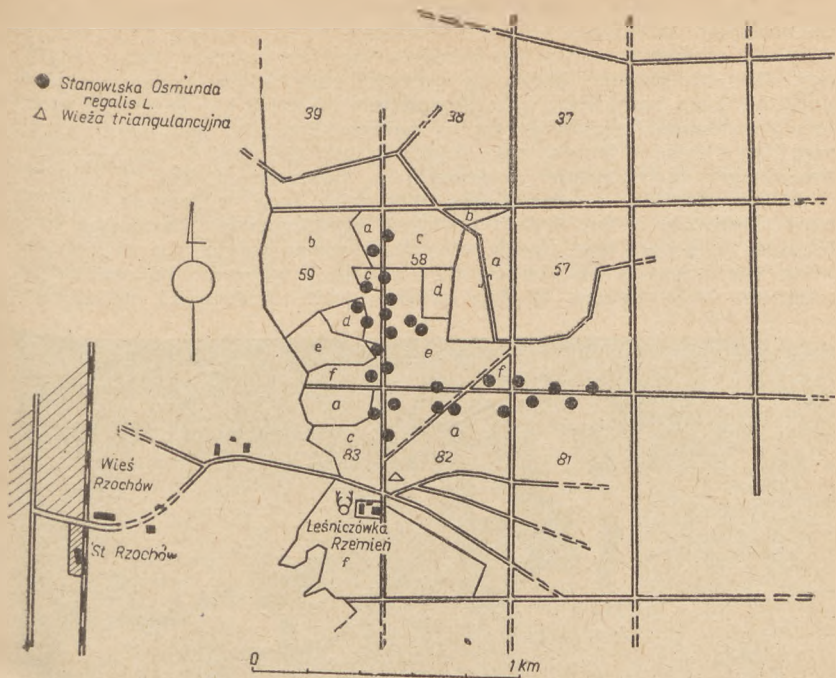 Stanowiska Osmunda
regalis L.
Wieża triangulancyjna
39
38
37
b
a
c
b
59
58
a
57
c
d
d
e
e
f
f
a
a
c
83
82
81
Wieś
Rzochów
St. Rzochów
Leśniczówka
Rzemień
f
0
1 km